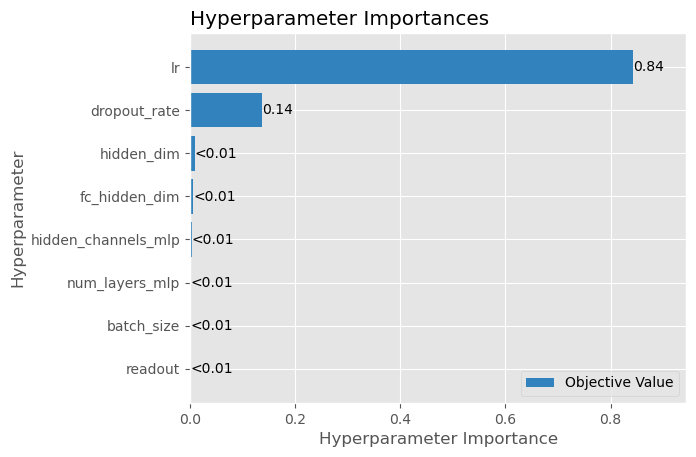 Hyperparameter Importances
Hyperparameter
lr
0.84
dropout_rate
0.14
hidden_dim
<0.01
fc_hidden_dim
<0.01
hidden_channels_mlp
<0.01
num_layers_mlp
<0.01
batch_size
<0.01
readout
<0.01
Objective Value
0.0 0.2 0.4 0.6 0.8
Hyperparameter Importance